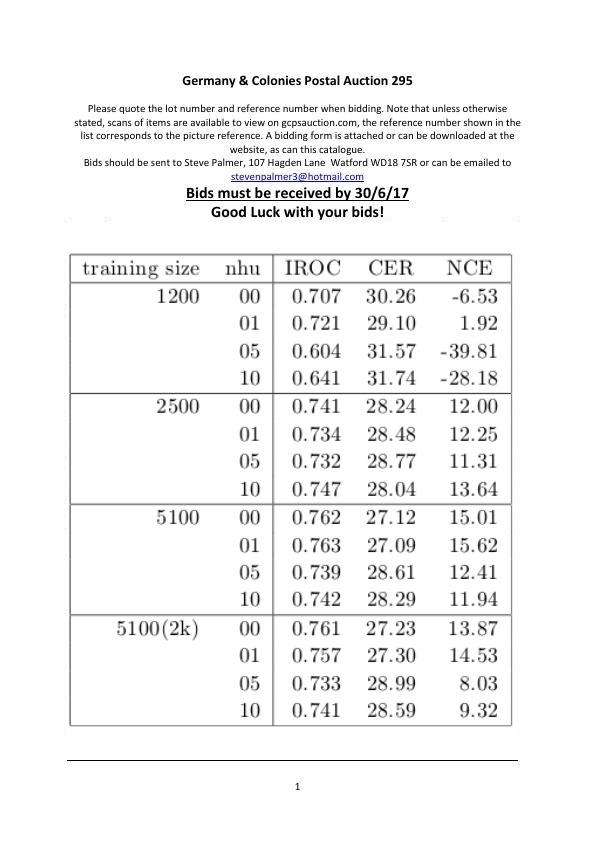 Germany & Colonies Postal Auction 295
Please quote the lot number and reference number when bidding. Note that unless otherwise
stated, scans of items are available to view on gcpsauction.com, the reference number shown in the
list corresponds to the picture reference. A bidding form is attached or can be downloaded at the
website, as can this catalogue.
Bids should be sent to Steve Palmer, 107 Hagden Lane Watford WD18 7SR or can be emailed to
stevenpalmer3@hotmail.com
Bids must be received by 30/6/17
Good Luck with your bids!
training size nhu IROC CER NCE
1200 00 0.707 30.26 -6.53
01 0.721 29.10 1.92
05 0.604 31.57 -39.81
10 0.641 31.74 -28.18
2500 00 0.741 28.24 12.00
01 0.734 28.48 12.25
05 0.732 28.77 11.31
10 0.747 28.04 13.64
5100 00 0.762 27.12 15.01
01 0.763 27.09 15.62
05 0.739 28.61 12.41
10 0.742 28.29 11.94
5100(2k) 00 0.761 27.23 13.87
01 0.757 27.30 14.53
05 0.733 28.99 8.03
10 0.741 28.59 9.32
1